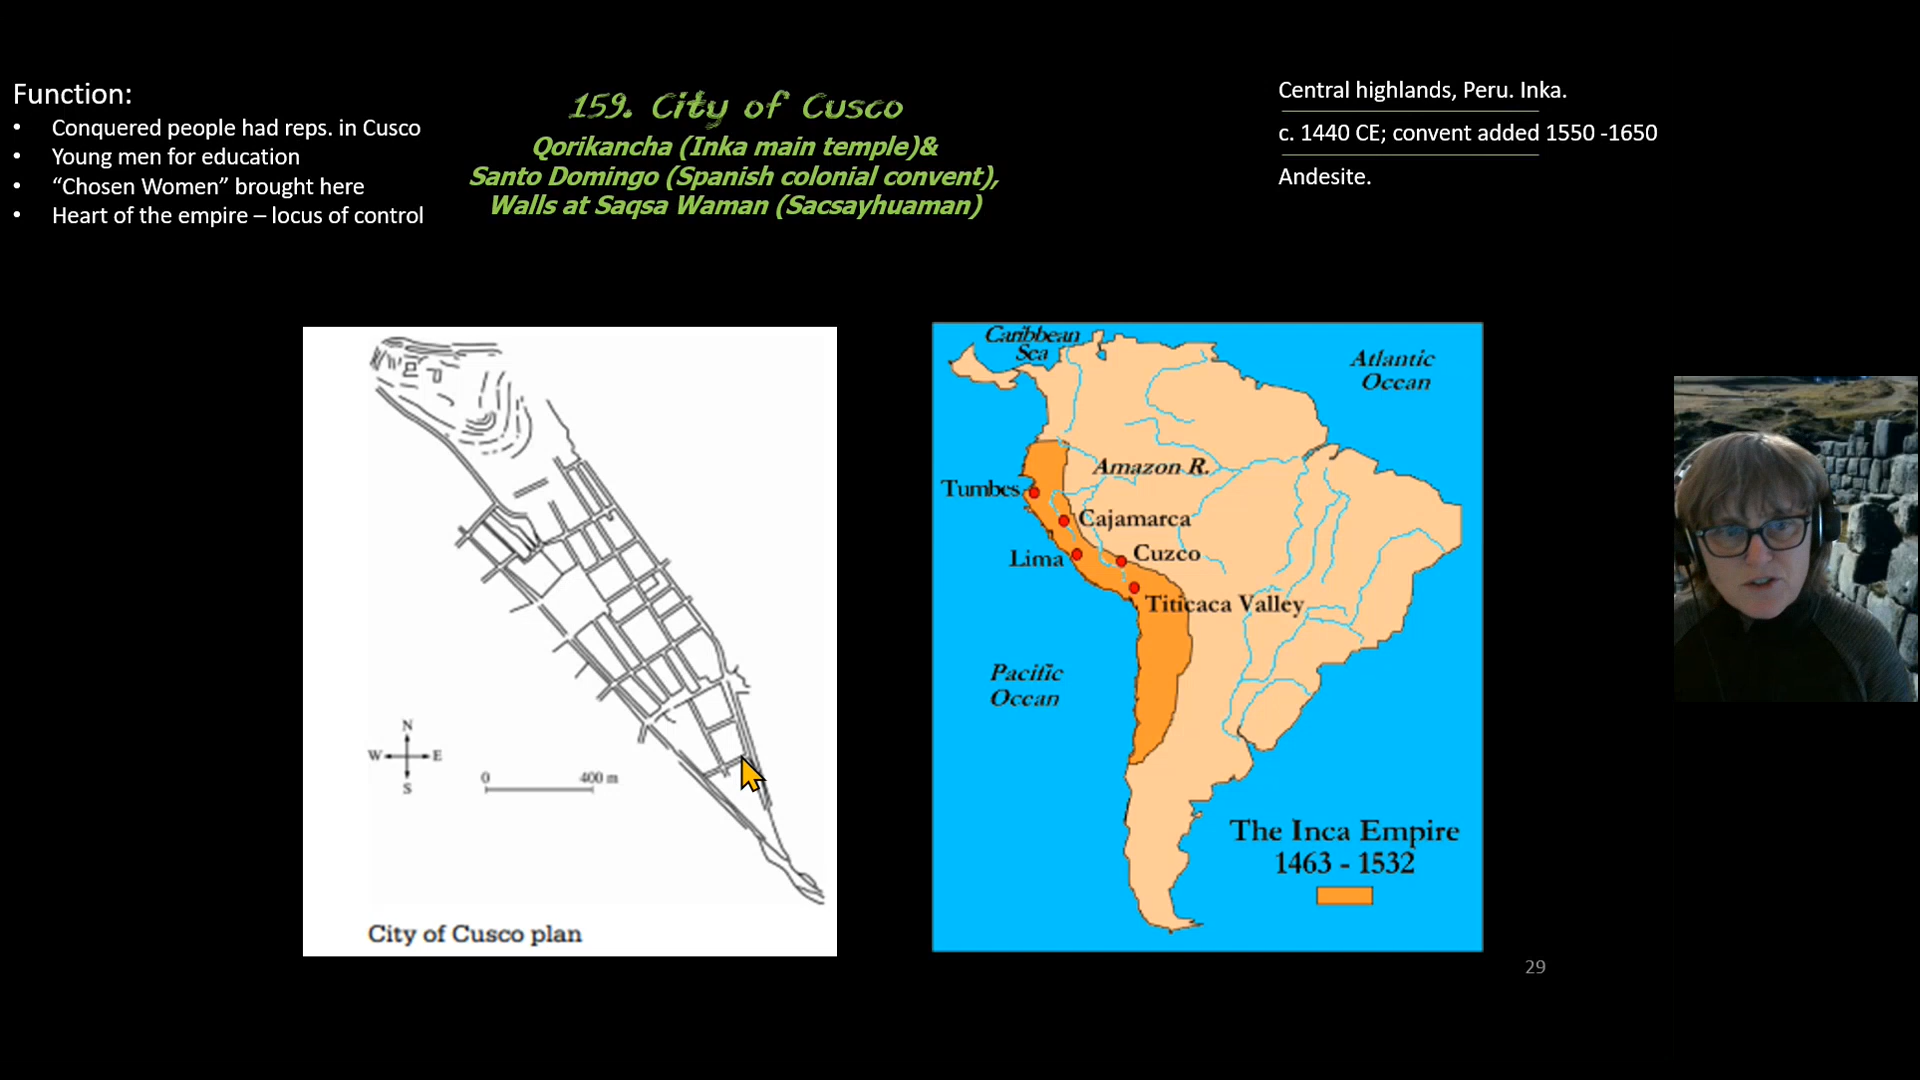 Function:
• Conquered people had reps. in Cusco
• Young men for education
• “Chosen Women” brought here
• Heart of the empire – locus of control
159. City of Cusco
Qorikancha (Inka main temple)&
Santo Domingo (Spanish colonial convent),
Walls at Saqsa Waman (Sacsayhuaman)
Central highlands, Peru. Inka.
c. 1440 CE; convent added 1550 -1650
Andesite.
N
W E
S
0 400 m
City of Cusco plan
Caribbean
Sea
Atlantic
Ocean
Amazon R.
Tumbes
Cajamarca
Lima
Cuzco
Titicaca Valley
Pacific
Ocean
The Inca Empire
1463 - 1532
29